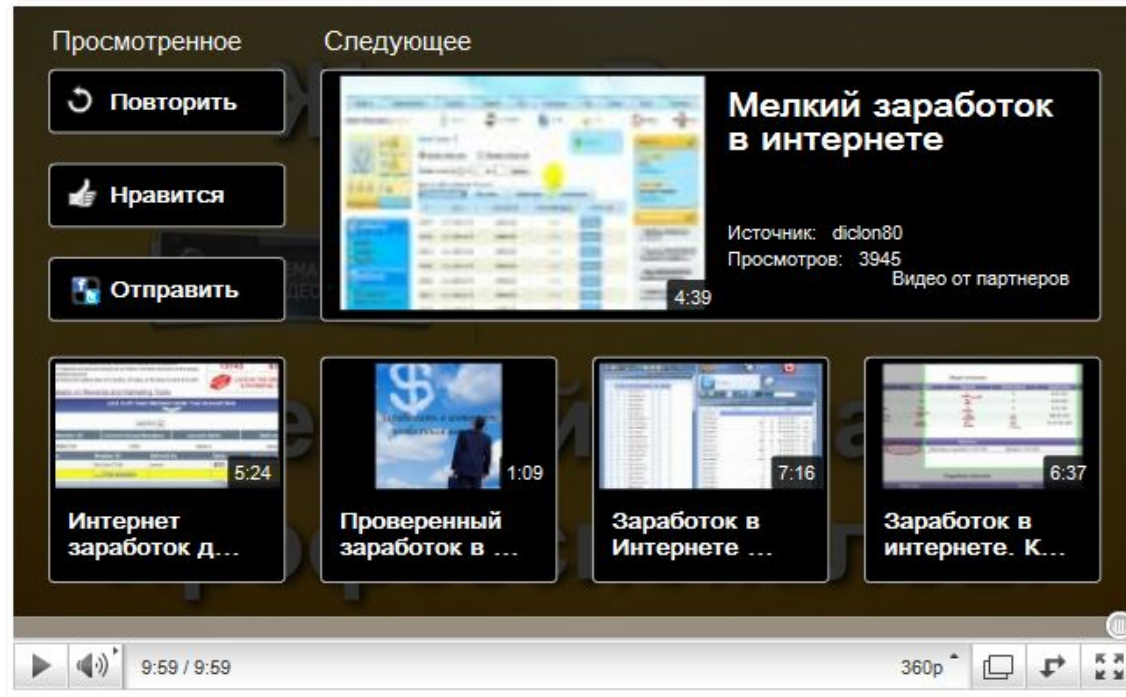 Просмотренное
Следующее
Повторить
Нравится
Отправить
Мелкий заработок
в интернете
Источник: diclon80
Просмотров: 3945
Видео от партнеров
4:39
5:24
Интернет
заработок д...
1:09
Проверенный
заработок в ...
7:16
Заработок в
Интернете ...
6:37
Заработок в
интернете. К...
9:59 / 9:59
360p